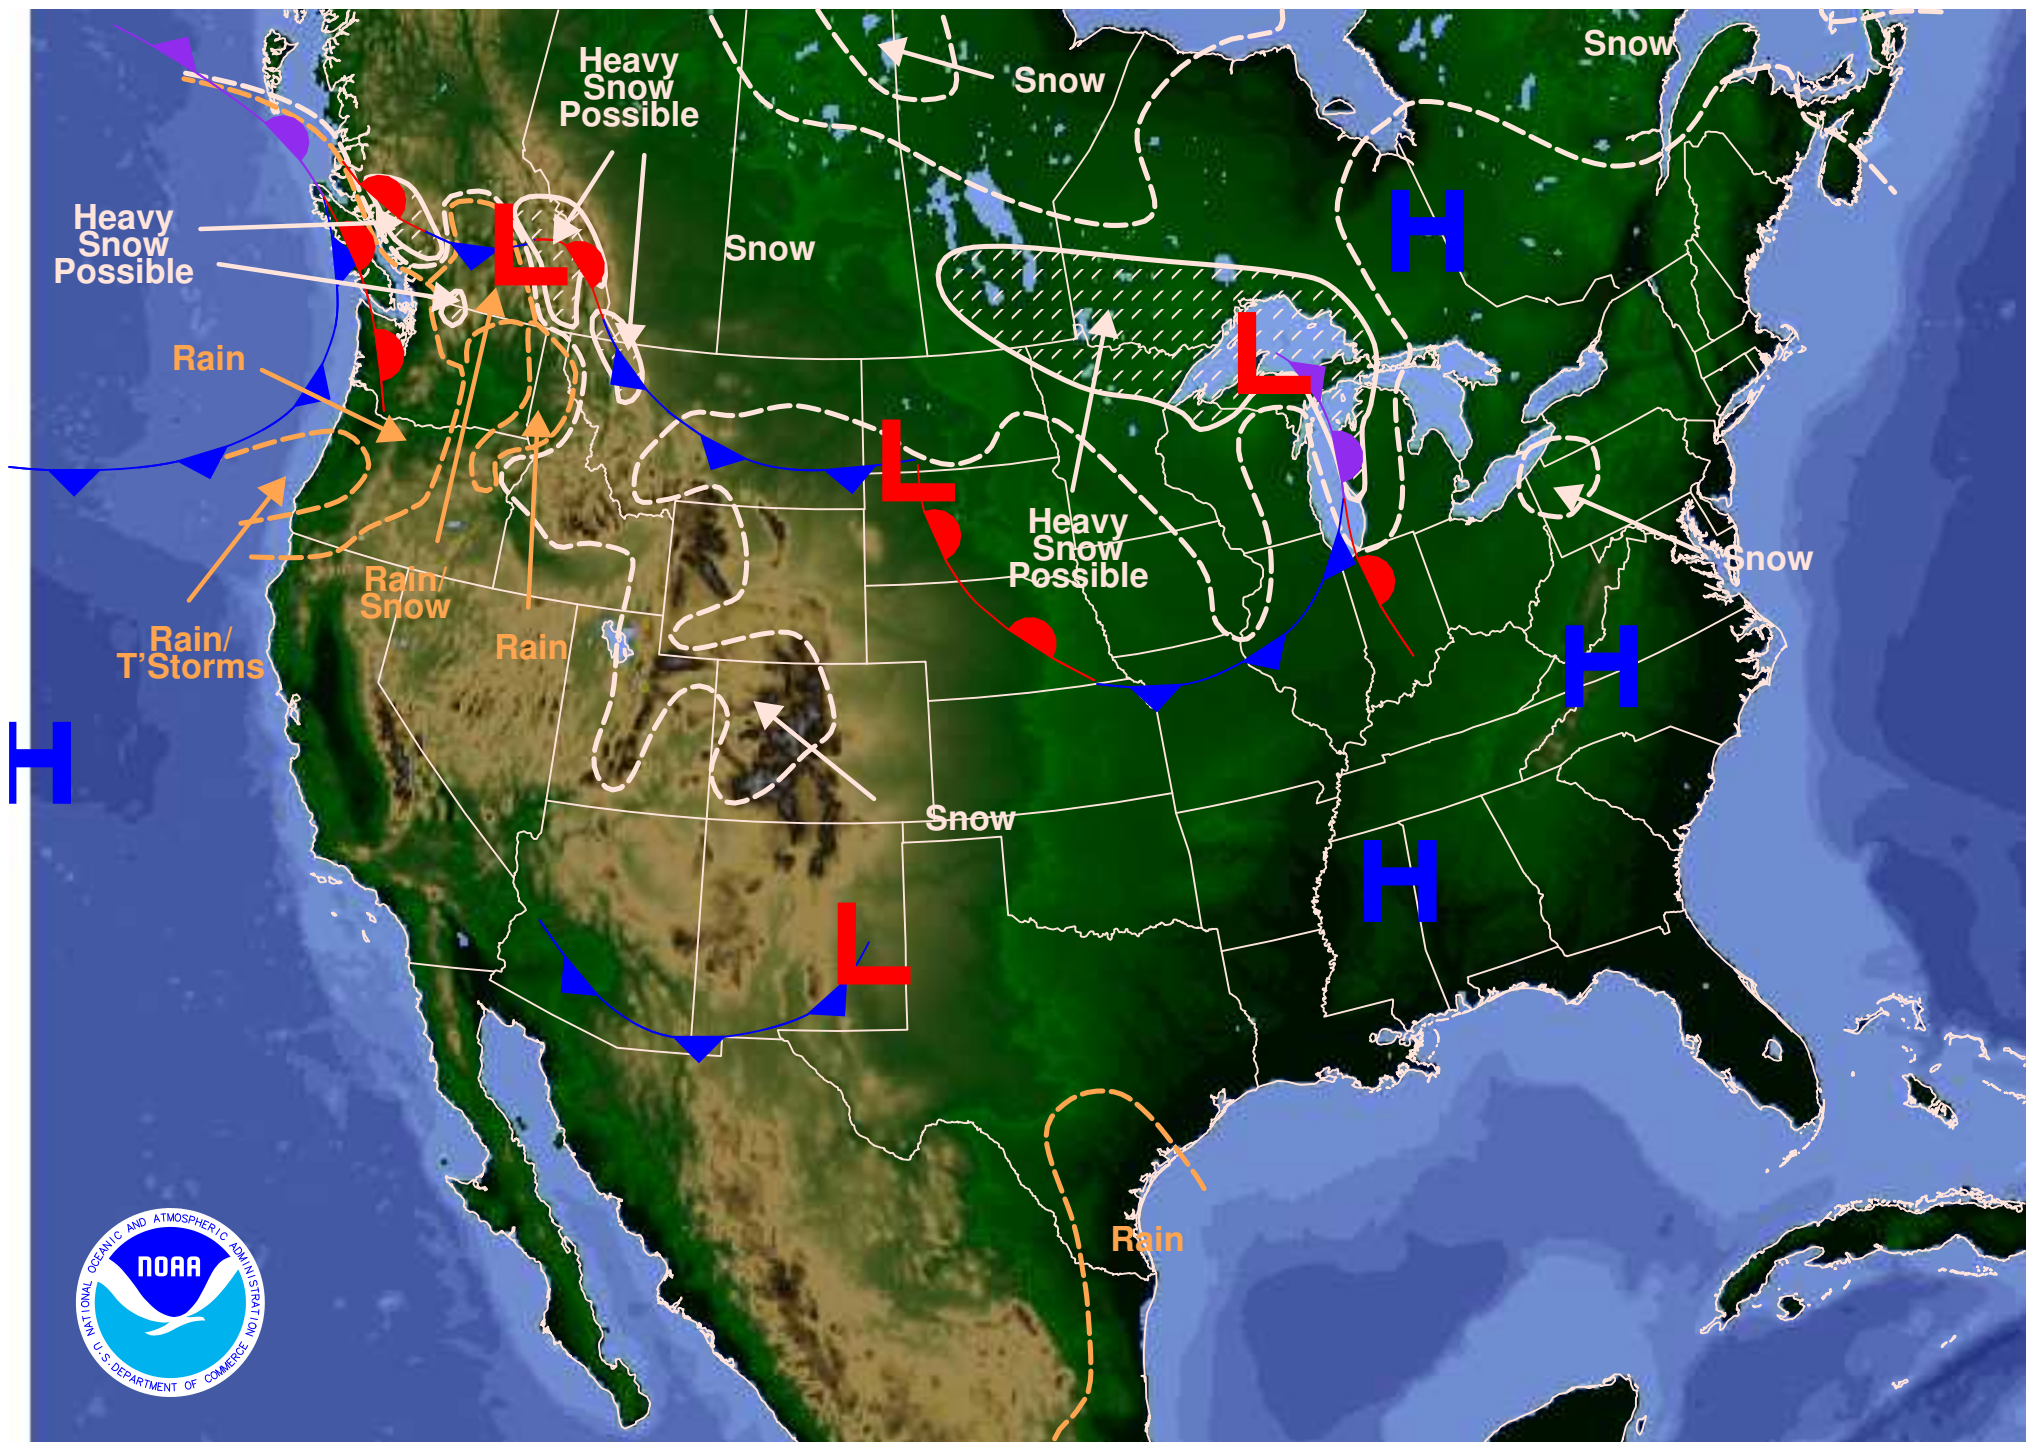 Snow
Heavy
Snow
Possible
Snow
Heavy
Snow
Possible
H
L
Snow
L
Rain
L
Heavy
Snow
Possible
Snow
Rain/
Snow
Rain
Rain/
T'Storms
H
H
Snow
H
L
Rain
NATIONAL OCEANIC AND ATMOSPHERIC ADMINISTRATION
NOAA
U.S. DEPARTMENT OF COMMERCE